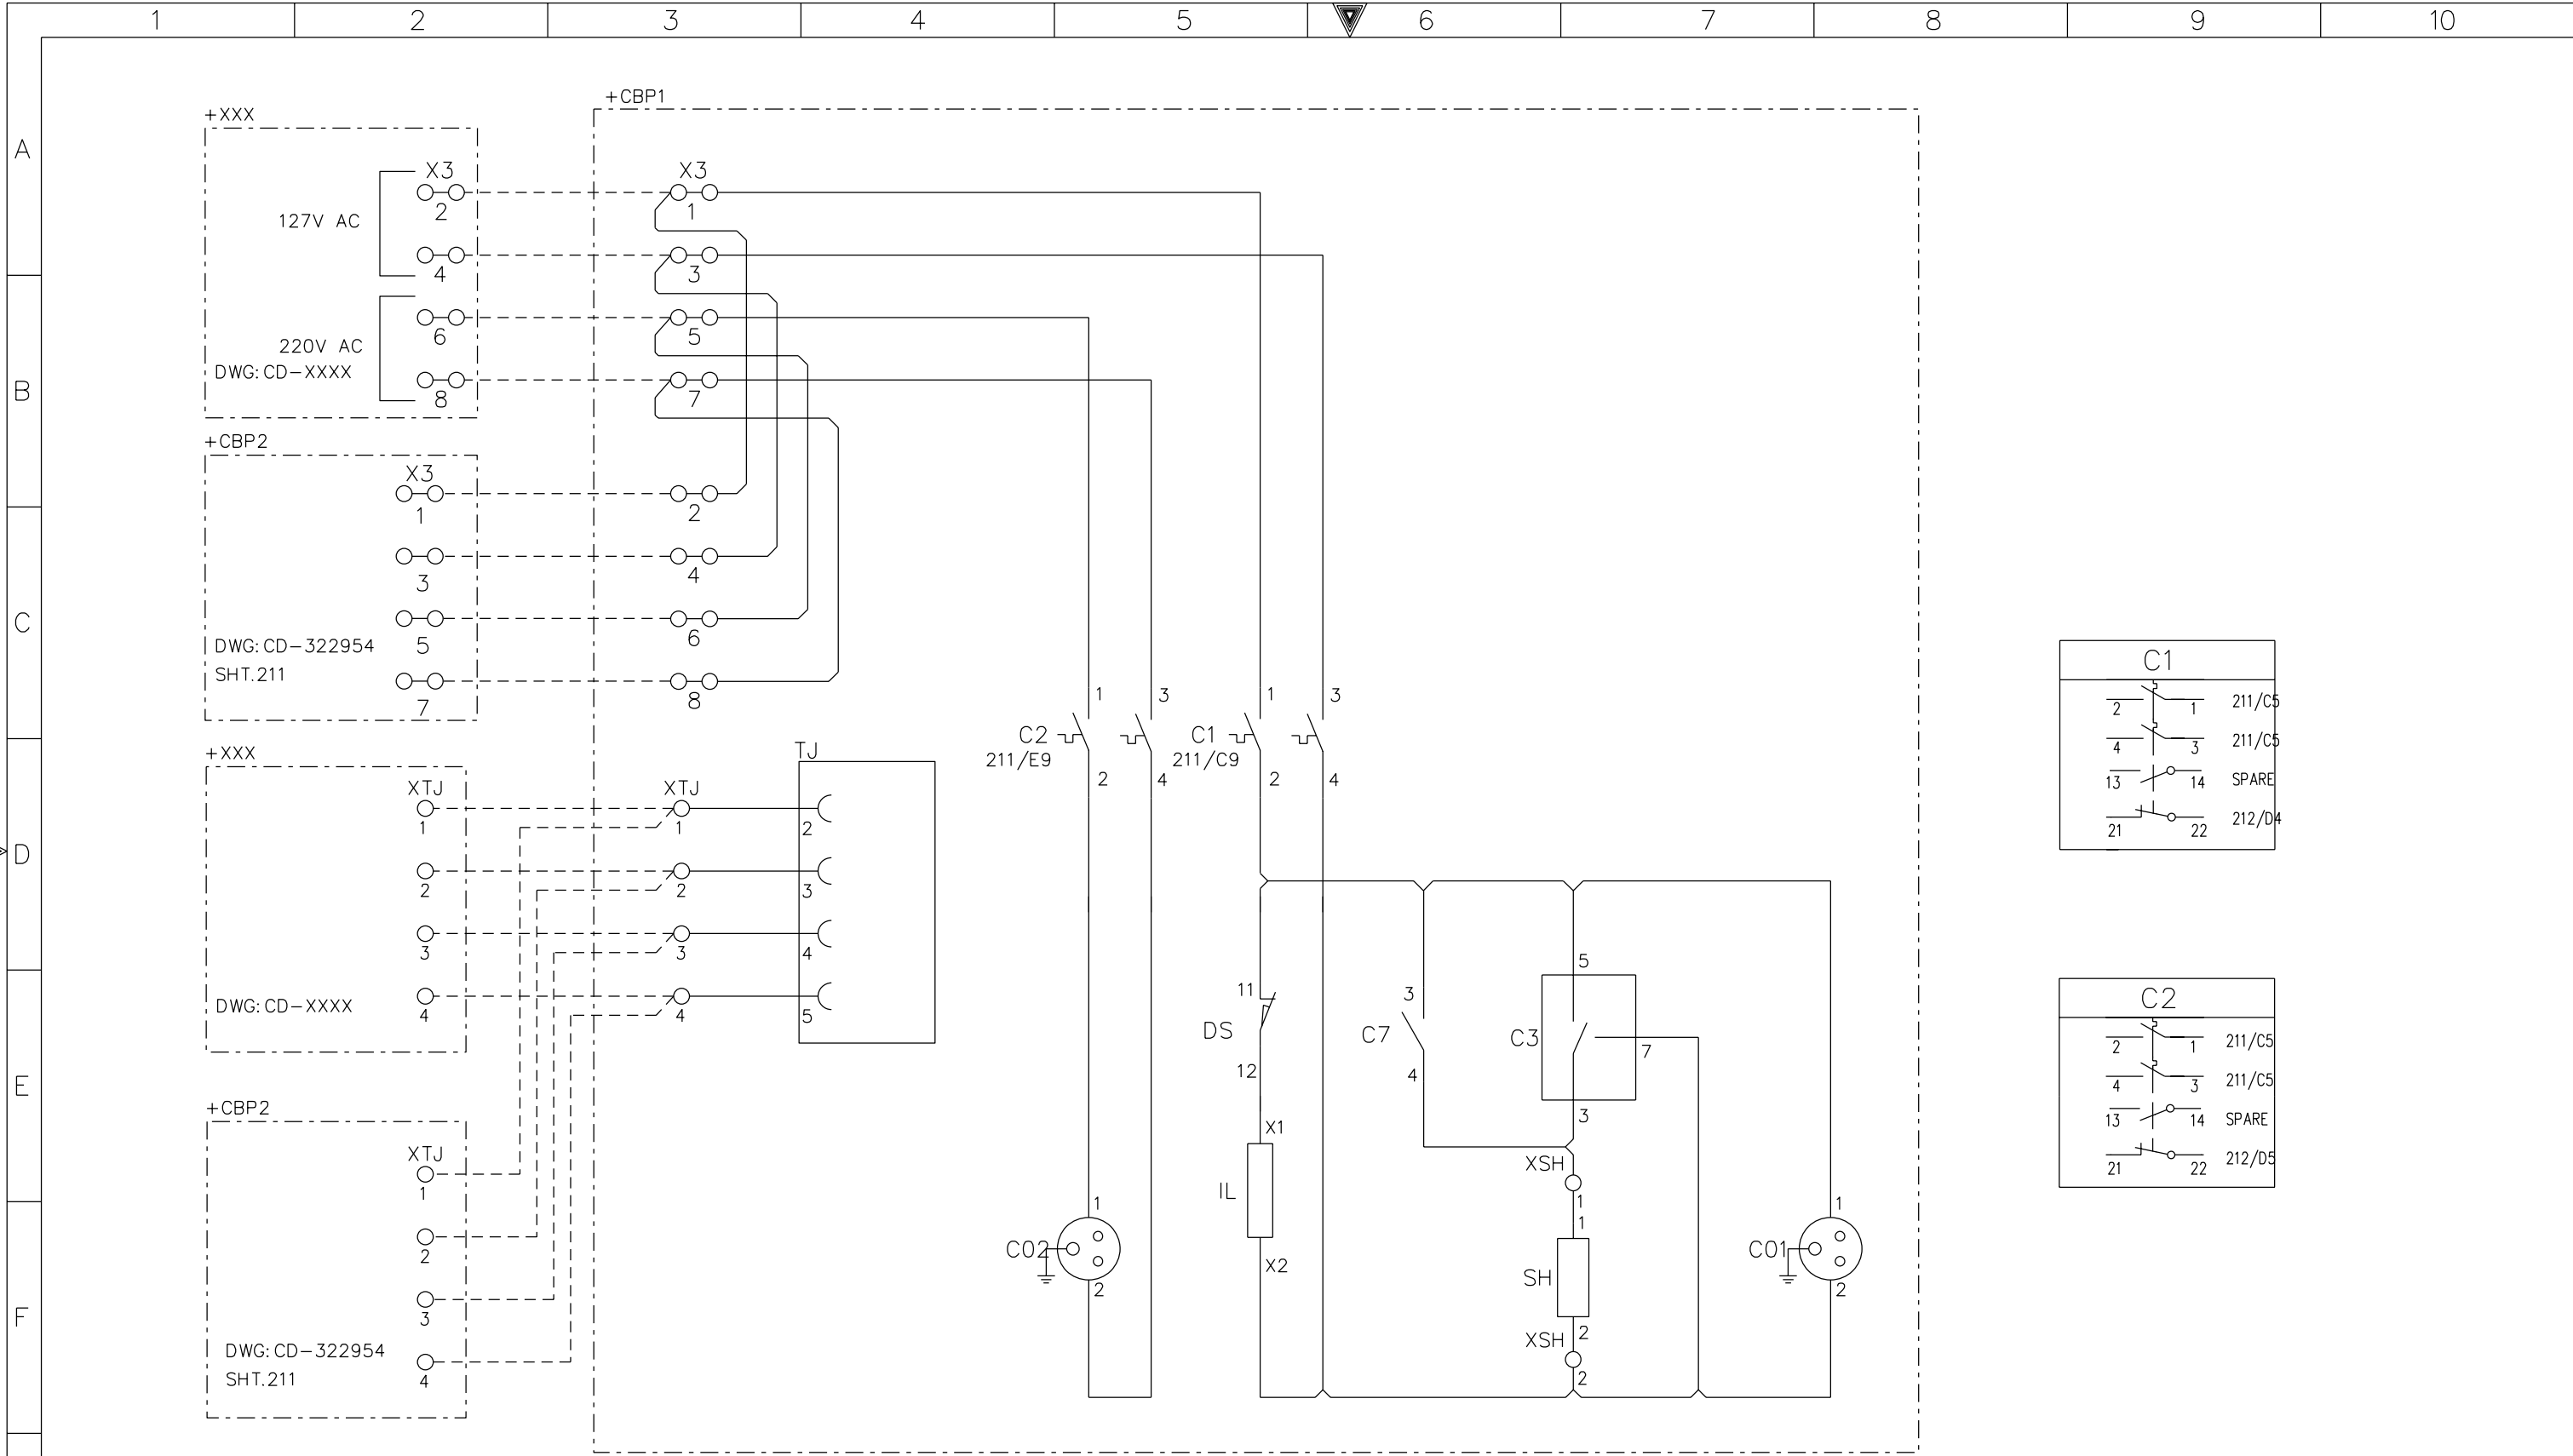 1 2 3 4 5 6 7 8 9 10
A
B
C
D
E
F
+XXX
X3
2
127V AC
4
6
220V AC
DWG:CD-XXXX
8
+CBP2
X3
1
3
5
DWG:CD-322954
SHT.211
7
+XXX
XTJ
1
2
3
DWG:CD-XXXX
4
+CBP2
XTJ
1
2
3
DWG:CD-322954
SHT.211
4
+CBP1
X3
1
3
5
7
2
4
6
8
XTJ
1
2
3
4
TJ
2
3
4
5
1 3
C2
211/E9
2 4
1 3
C1
211/C9
2 4
C02
1
2
11
DS
12
X1
IL
X2
3
C7
4
5
C3
7
3
XSH
1
1
SH
2
XSH
2
C01
1
2
C1
2 1 211/C5
4 3 211/C5
13 14 SPARE
21 22 212/D4
C2
2 1 211/C5
4 3 211/C5
13 14 SPARE
21 22 212/D5